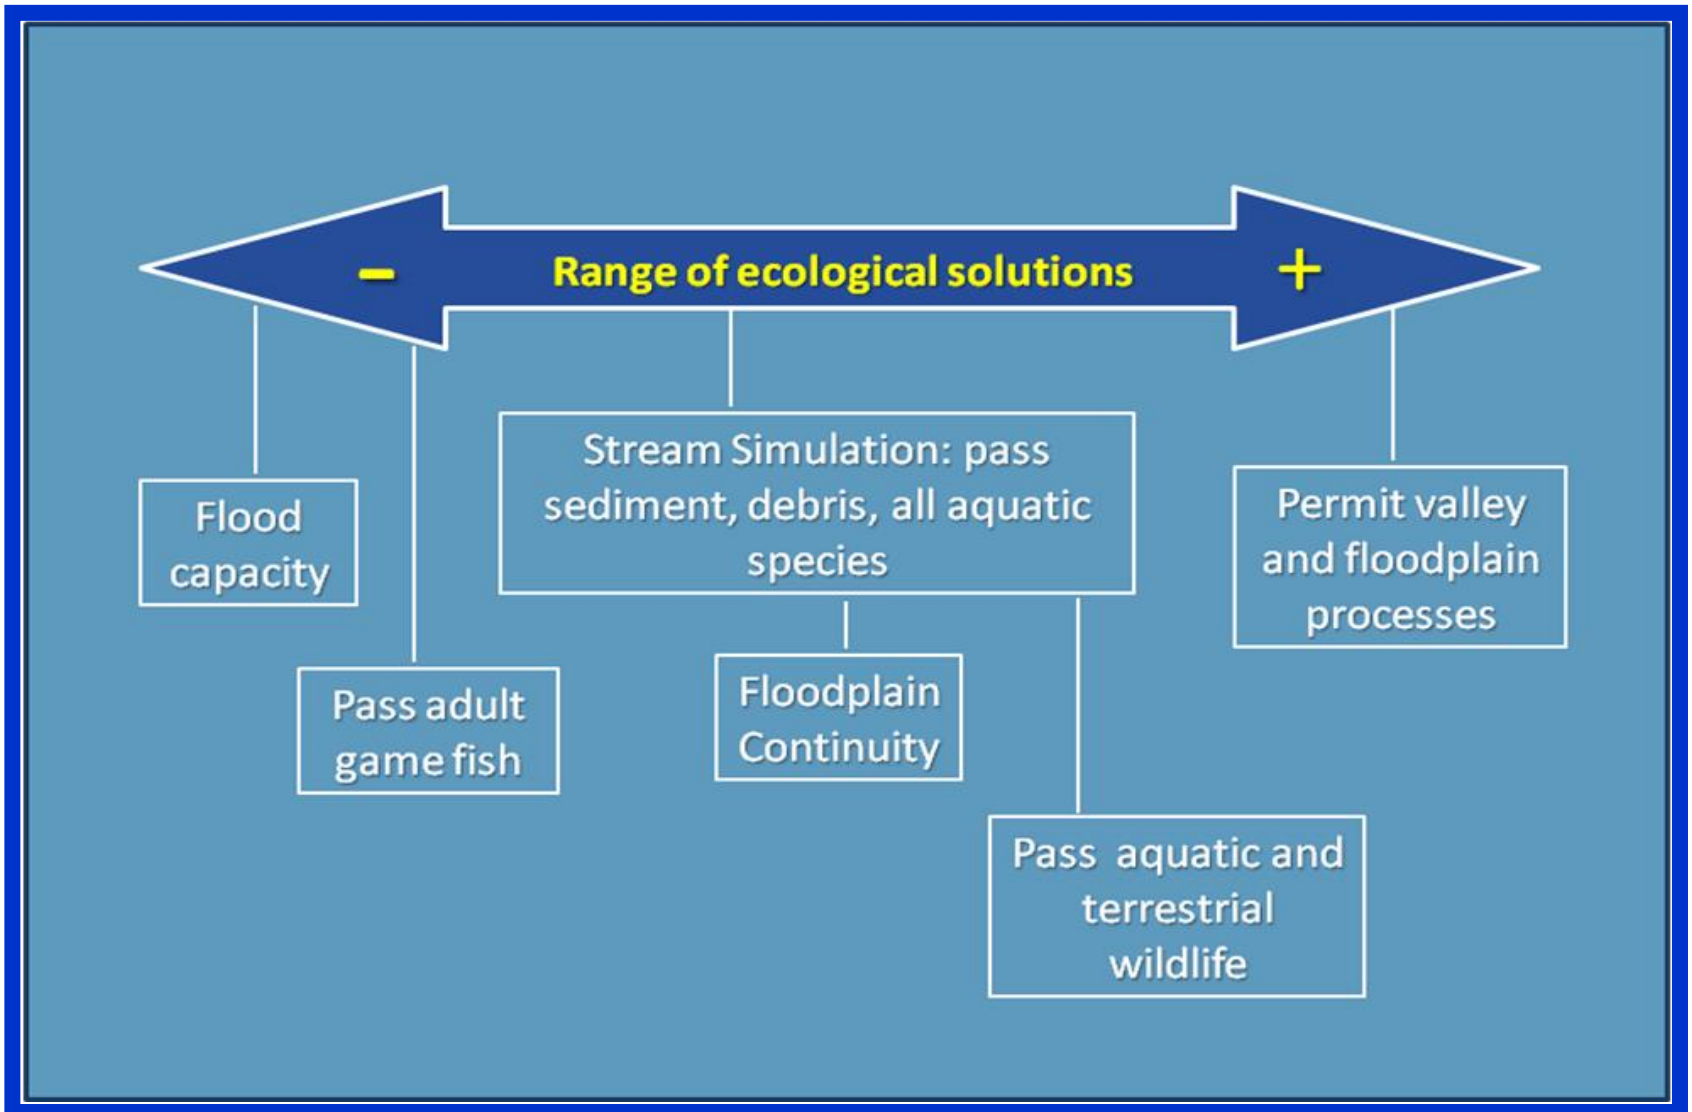 – Range of ecological solutions +
Flood
capacity
Pass adult
game fish
Stream Simulation: pass
sediment, debris, all aquatic
species
Floodplain
Continuity
Pass aquatic and
terrestrial
wildlife
Permit valley
and floodplain
processes